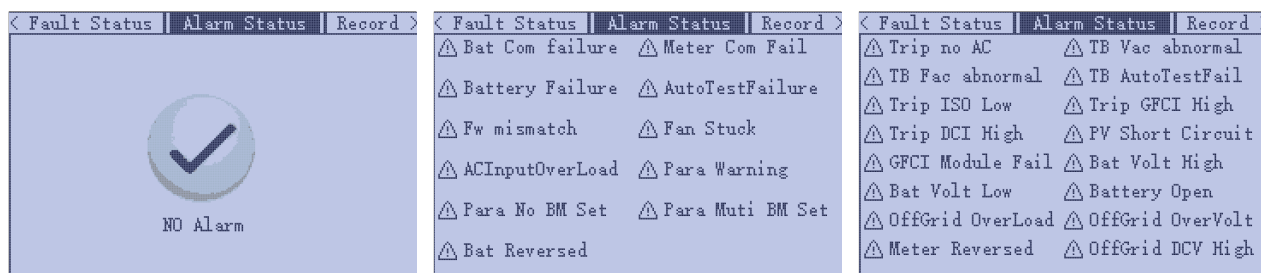 < Fault Status || Alarm Status || Record >
NO Alarm
< Fault Status || Alarm Status || Record >
Bat Com failure Meter Com Fail
Battery Failure AutoTestFailure
Fw mismatch Fan Stuck
ACInputOverLoad Para Warning
Para No BM Set Para Muti BM Set
Bat Reversed
< Fault Status || Alarm Status || Record
Trip no AC TB Vac abnormal
TB Fac abnormal TB AutoTestFail
Trip ISO Low Trip GFCI High
Trip DCI High PV Short Circuit
GFCI Module Fail Bat Volt High
Bat Volt Low Battery Open
OffGrid OverLoad OffGrid OverVolt
Meter Reversed OffGrid DCV High